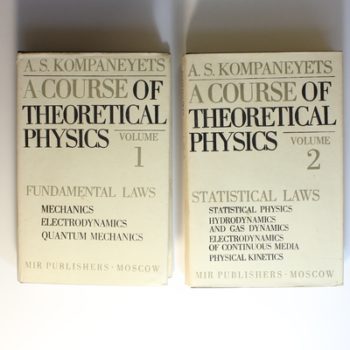 A. S. KOMPANEYETS
A COURSE OF
THEORETICAL
PHYSICS VOLUME
1
FUNDAMENTAL LAWS
MECHANICS
ELECTRODYNAMICS
QUANTUM MECHANICS
MIR PUBLISHERS · MOSCOW
A. S. KOMPANEYETS
A COURSE OF
THEORETICAL
PHYSICS VOLUME
2
STATISTICAL LAWS
STATISTICAL PHYSICS
HYDRODYNAMICS
AND GAS DYNAMICS
ELECTRODYNAMICS
OF CONTINUOUS MEDIA
PHYSICAL KINETICS
MIR PUBLISHERS · MOSCOW